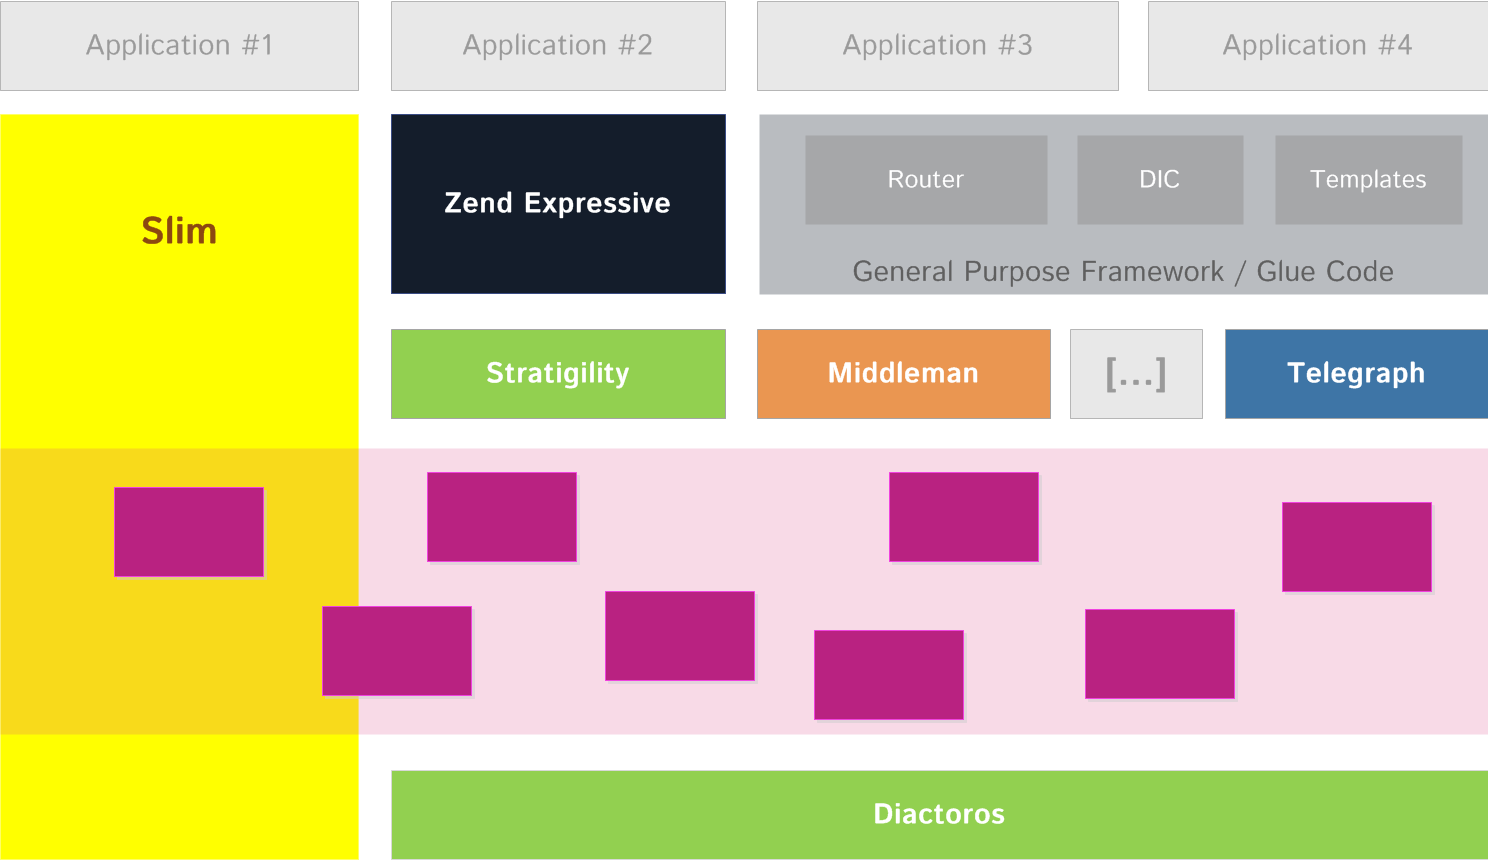 Application #1
Application #2
Application #3
Application #4
Slim
Zend Expressive
Router
DIC
Templates
General Purpose Framework / Glue Code
Stratigility
Middleman
[...]
Telegraph
Diactoros